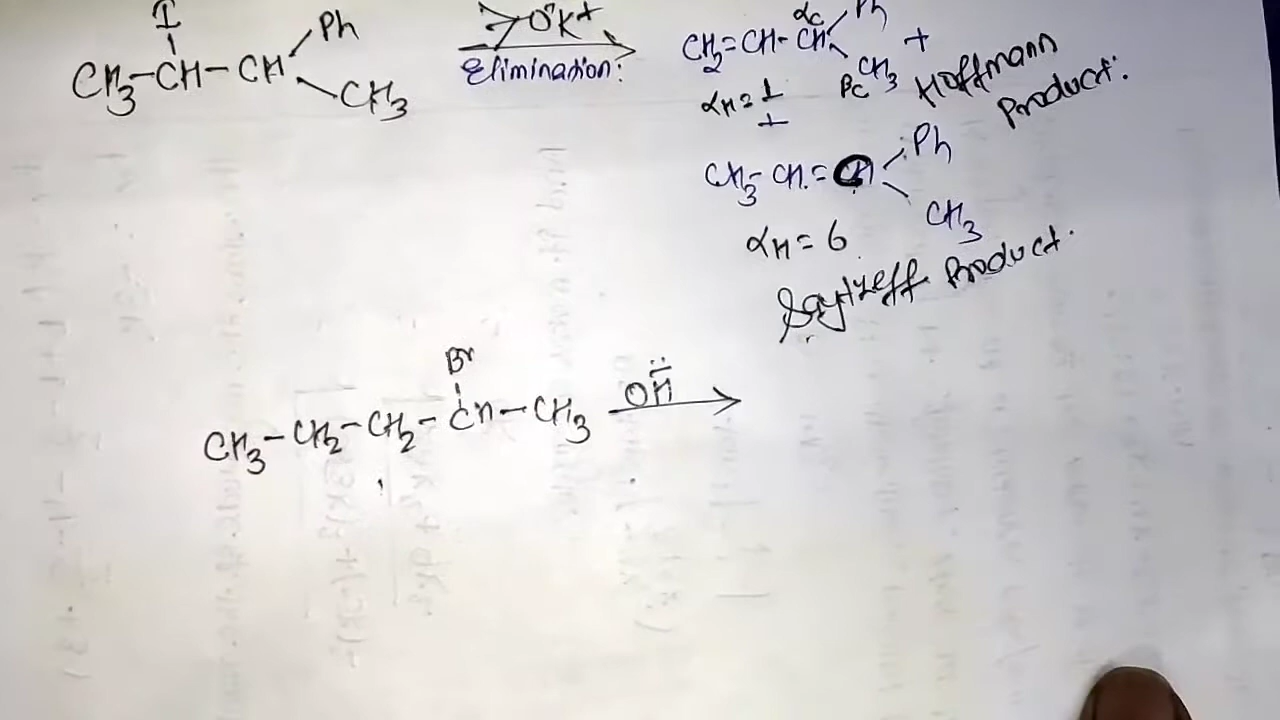 I
CH3-CH-CH Ph CH3
O⁻K⁺
Elimination:
CH2=CH-CH Ph CH3 +
αc
βc
αH=1
Hoffmann
Product:
+
CH3-CH=C Ph CH3
αH=6
Saytzeff Product.
Br
CH3-CH2-CH2-CH-CH3 OH